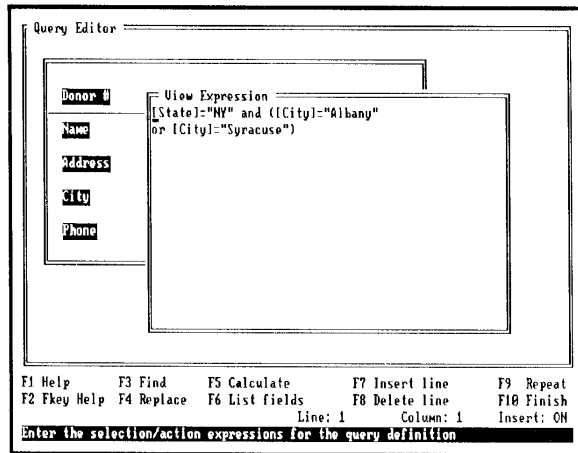 Query Editor
Donor #
View Expression
[State]="NY" and ([City]="Albany"
or [City]="Syracuse")
Name
Address
City
Phone
F1 Help F3 Find F5 Calculate F7 Insert line F9 Repeat
F2 Fkey Help F4 Replace F6 List fields F8 Delete line F10 Finish
Line: 1 Column: 1 Insert: ON
Enter the selection/action expressions for the query definition